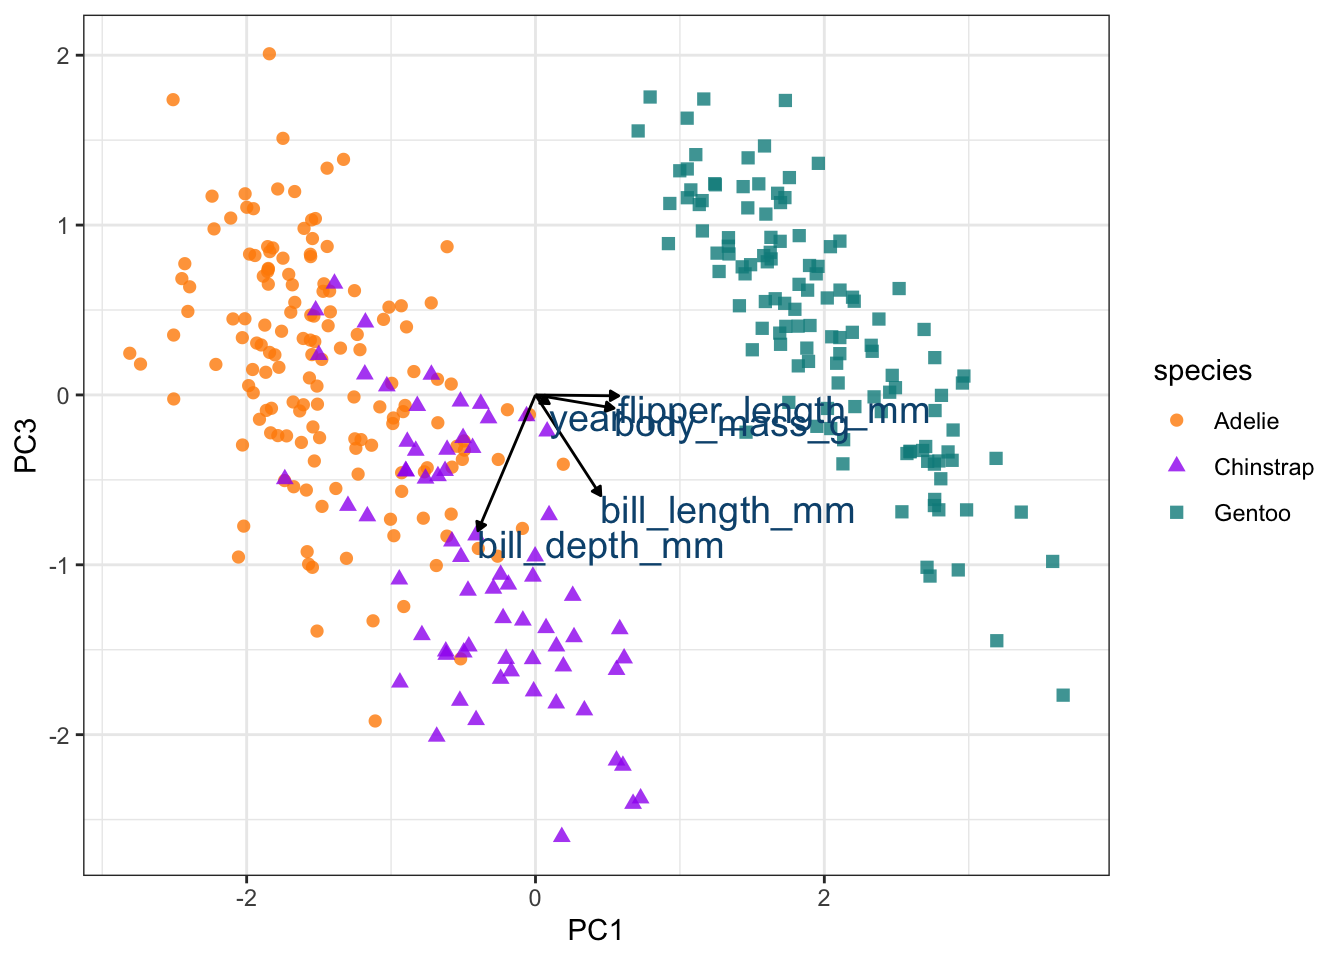 2
1
0
-1
-2
PC3
year
flipper_length_mm
body_mass_g
bill_length_mm
bill_depth_mm
-2
0
2
PC1
species
Adelie
Chinstrap
Gentoo